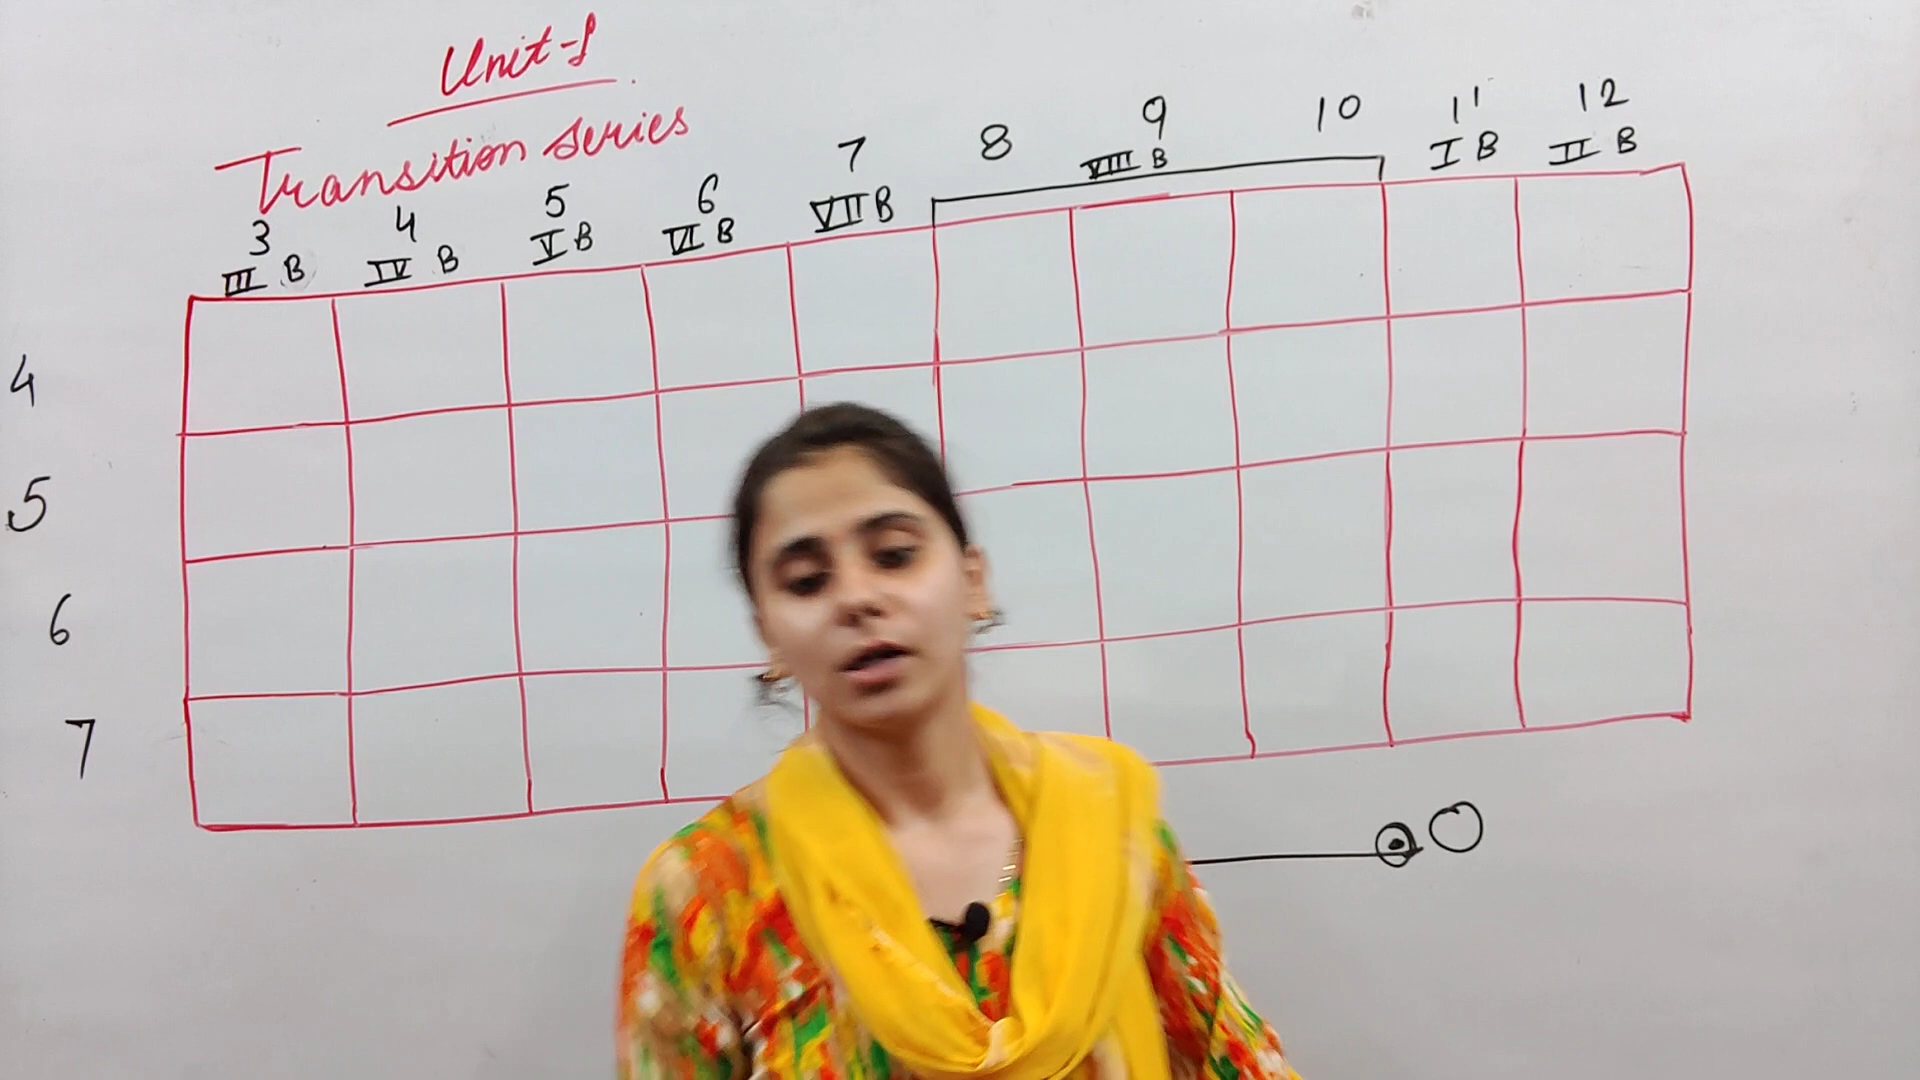 Unit-1
Transition series
3 4 5 6 7 8 9 10 11 12
III B IV B V B VI B VII B VIII B I B II B
4
5
6
7